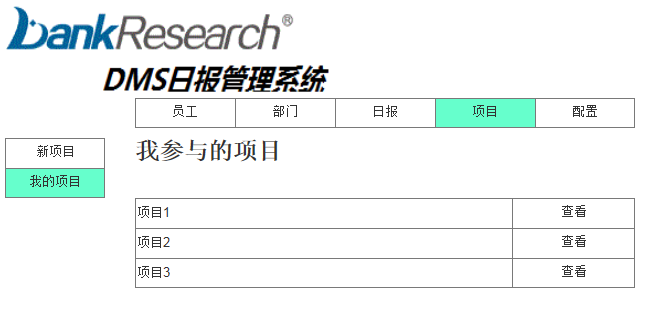 bankResearch®
DMS日报管理系统
员工 部门 日报 项目 配置
新项目
我的项目
我参与的项目
项目1 查看
项目2 查看
项目3 查看